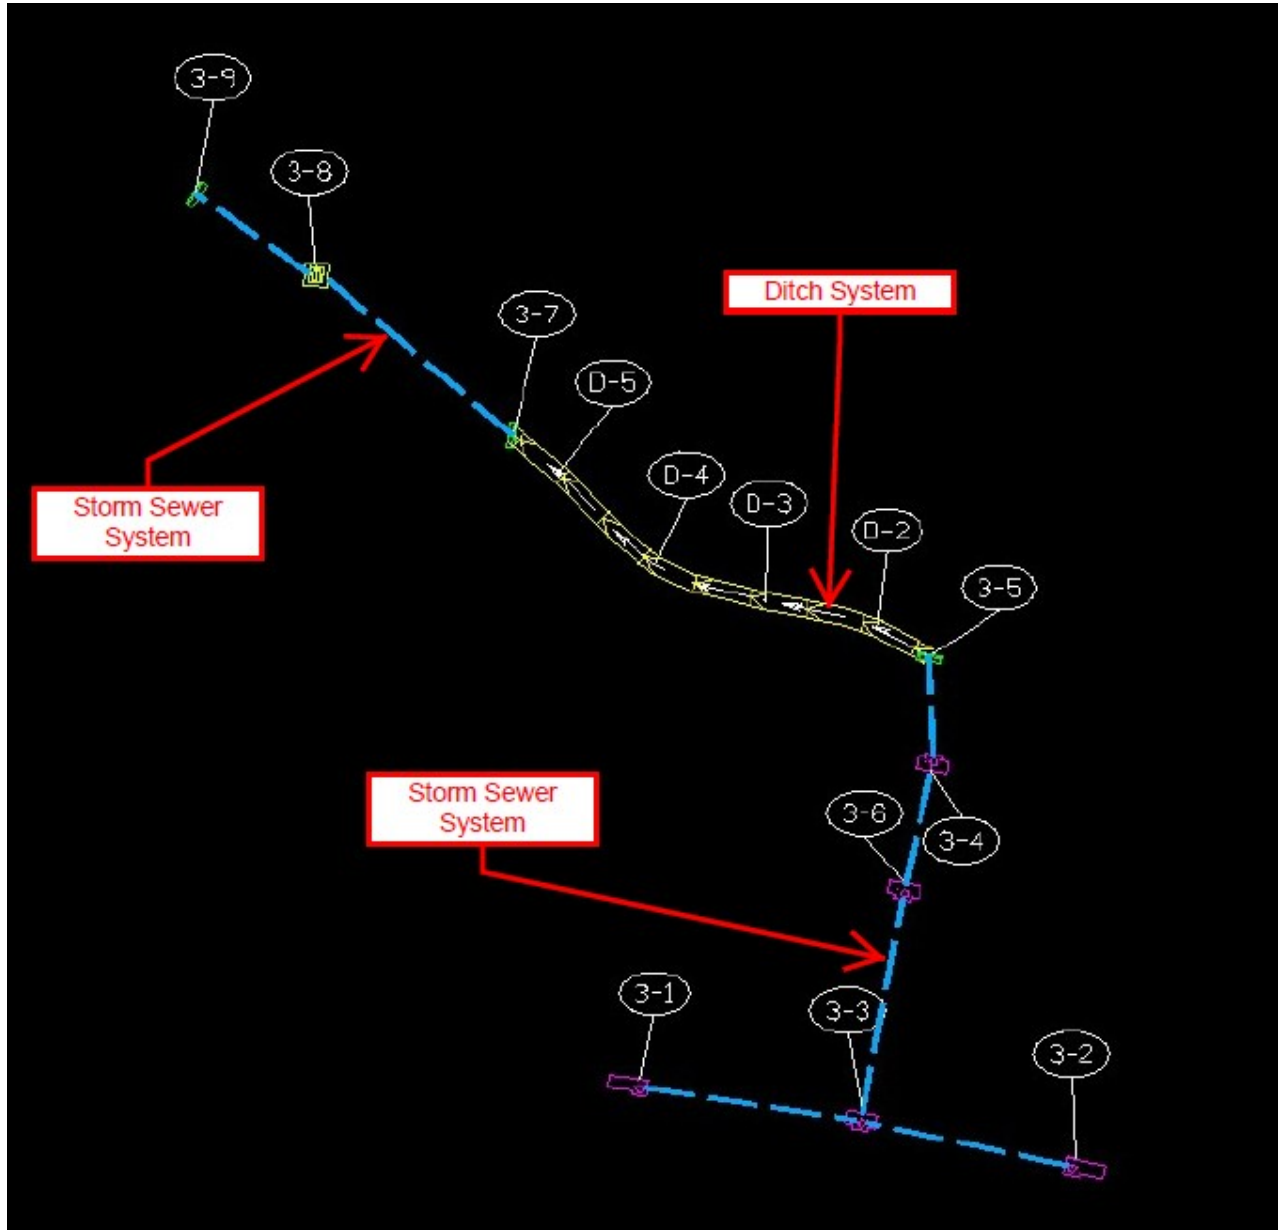 3-9
3-8
Ditch System
3-7
D-5
D-4
D-3
D-2
Storm Sewer
System
3-5
Storm Sewer
System
3-6
3-4
3-1
3-3
3-2